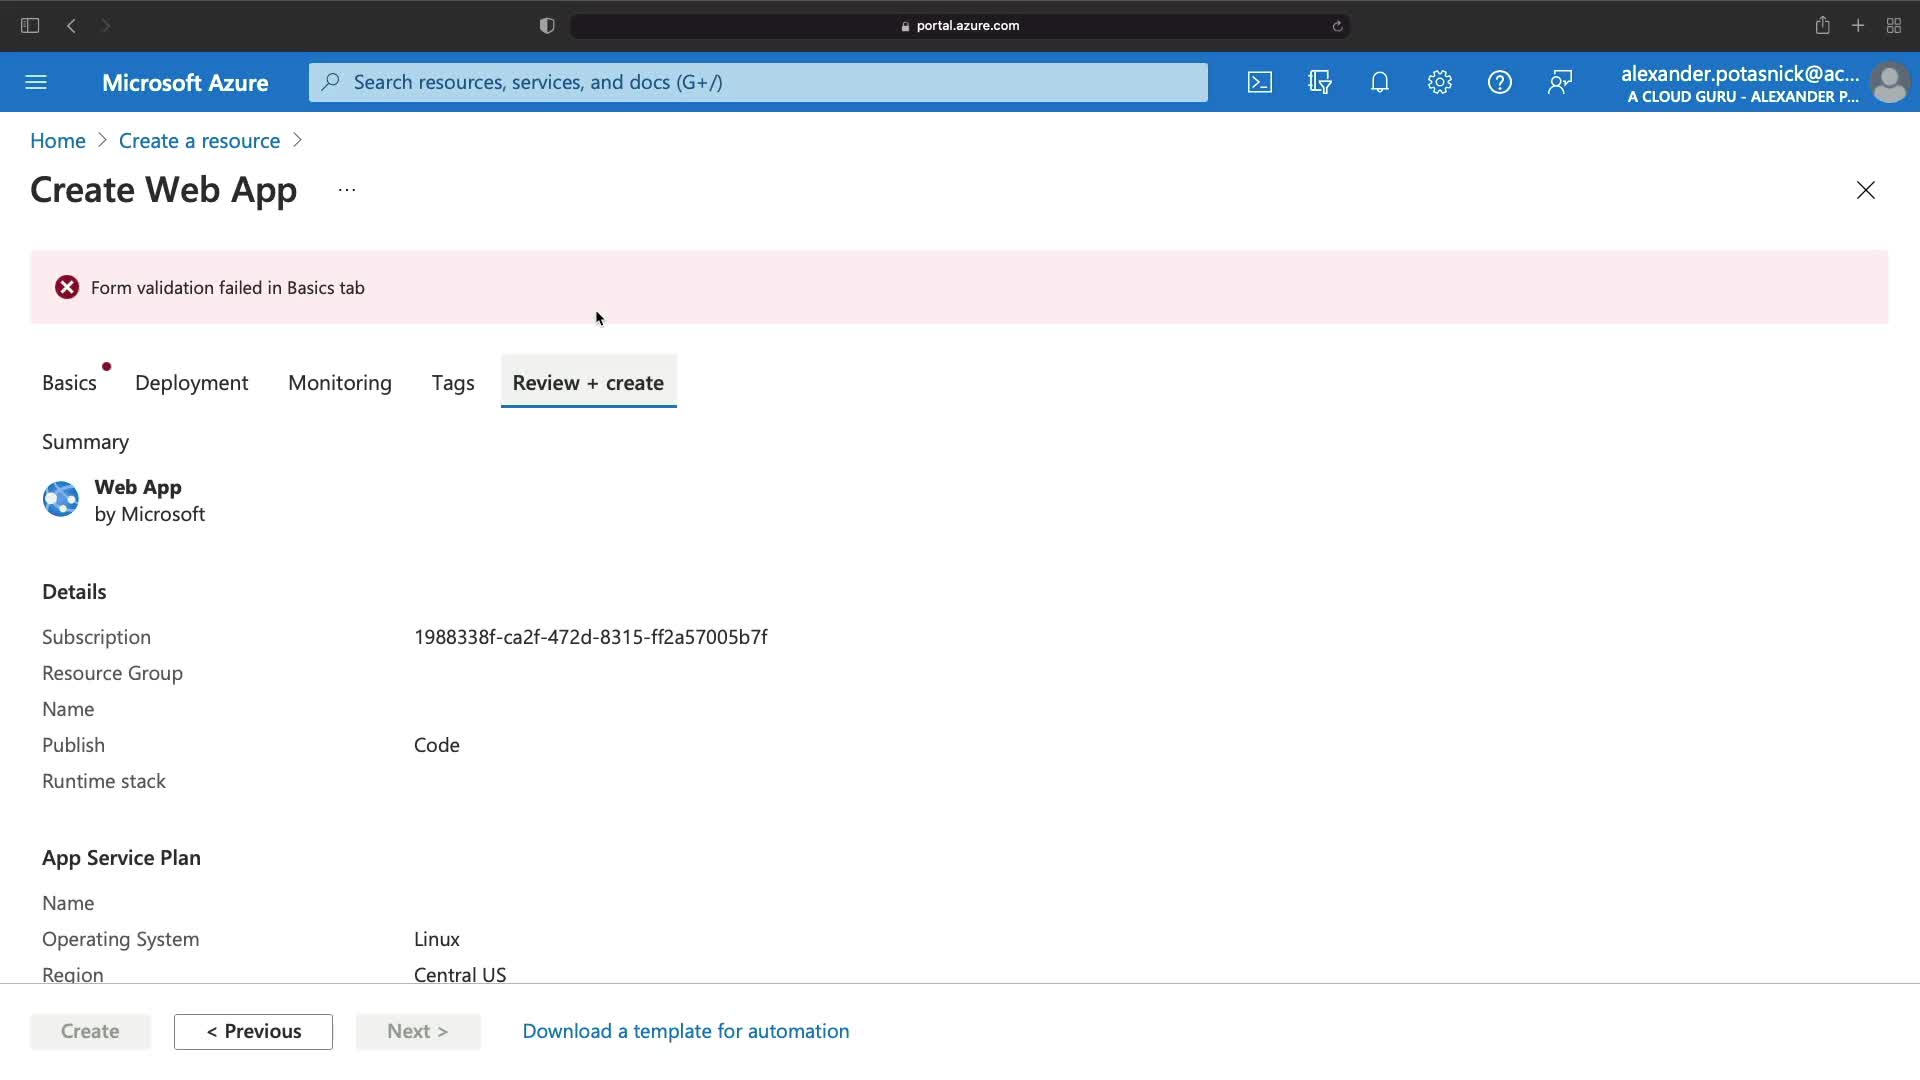 portal.azure.com
Microsoft Azure
Search resources, services, and docs (G+/)
alexander.potasnick@ac...
A CLOUD GURU - ALEXANDER P...
Home > Create a resource >
Create Web App ...
Form validation failed in Basics tab
Basics Deployment Monitoring Tags Review + create
Summary
Web App
by Microsoft
Details
Subscription 1988338f-ca2f-472d-8315-ff2a57005b7f
Resource Group
Name
Publish Code
Runtime stack
App Service Plan
Name
Operating System Linux
Region Central US
Create < Previous Next > Download a template for automation